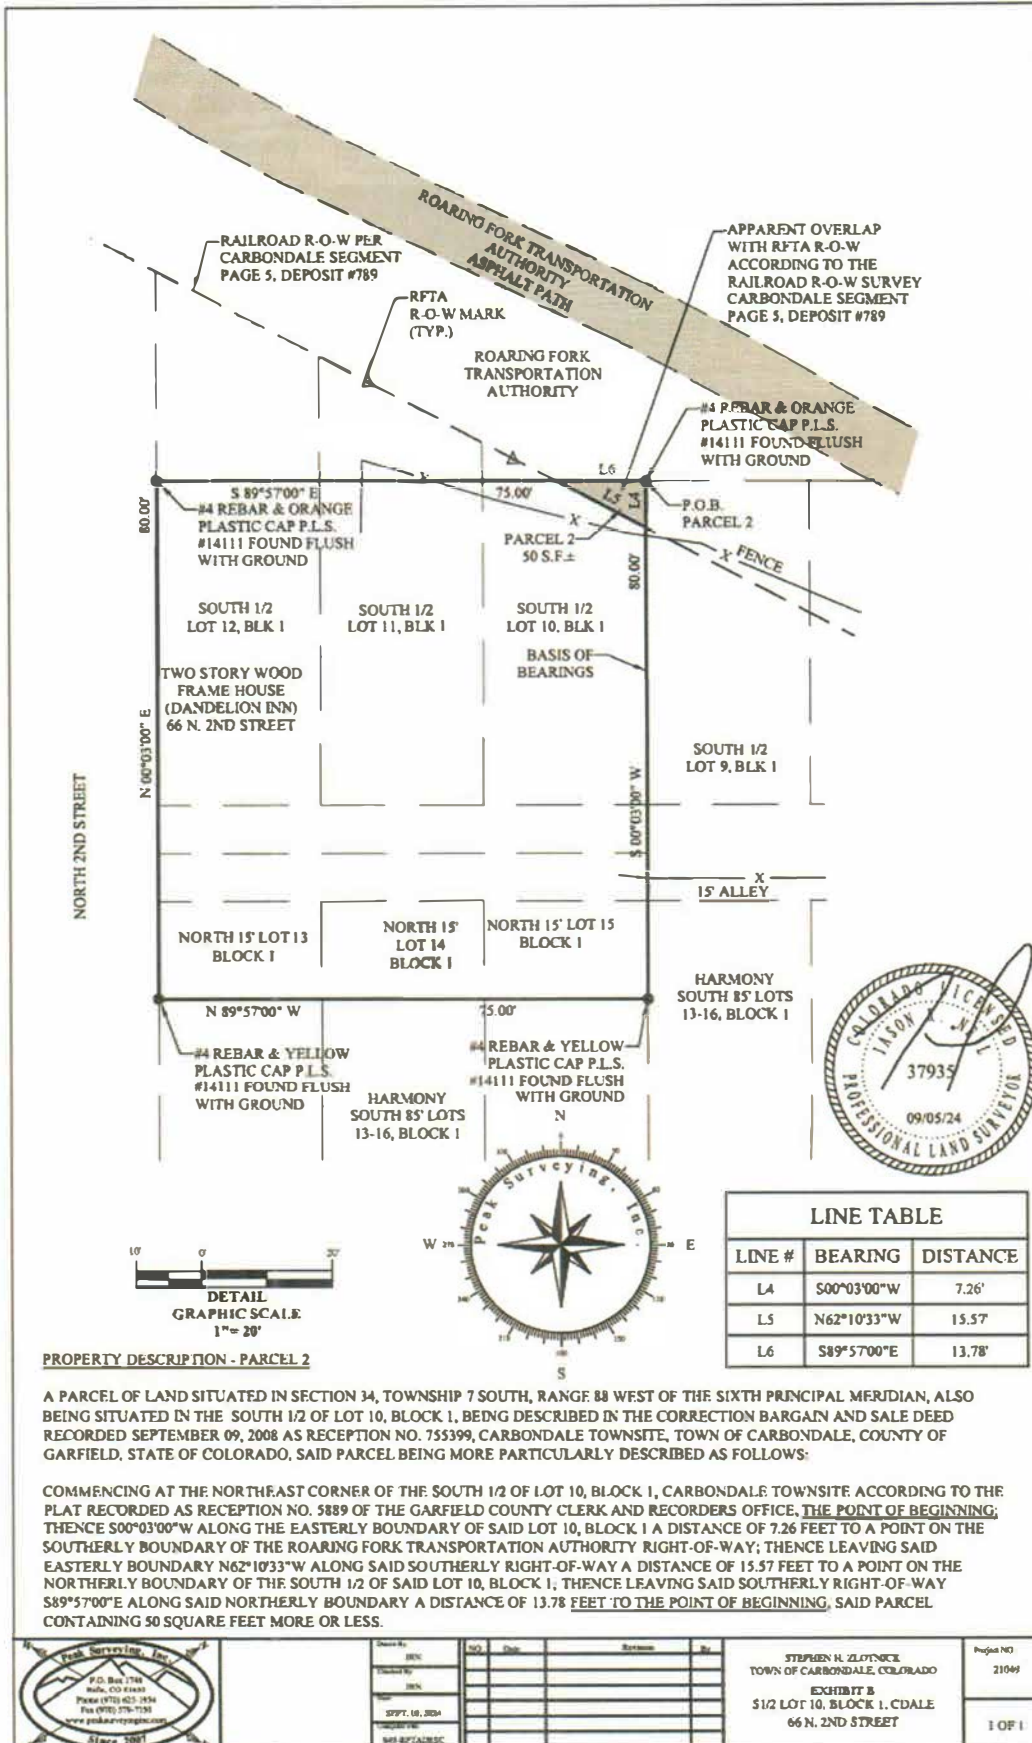 ROARING FORK TRANSPORTATION
AUTHORITY
ASPHALT PATH
RAILROAD R-O-W PER
CARBONDALE SEGMENT
PAGE 5, DEPOSIT #789
APPARENT OVERLAP
WITH RFTA R-O-W
ACCORDING TO THE
RAILROAD R-O-W SURVEY
CARBONDALE SEGMENT
PAGE 5, DEPOSIT #789
RFTA
R-O-W MARK
(TYP.)
ROARING FORK
TRANSPORTATION
AUTHORITY
#4 REBAR & ORANGE
PLASTIC CAP P.L.S.
#14111 FOUND FLUSH
WITH GROUND
L6
S 89°57'00" E
75.00'
L5
L4
80.00'
#4 REBAR & ORANGE
PLASTIC CAP P.L.S.
#14111 FOUND FLUSH
WITH GROUND
X
X
P.O.B.
PARCEL 2
PARCEL 2
50 S.F.±
X FENCE
80.00'
SOUTH 1/2
LOT 12, BLK 1
SOUTH 1/2
LOT 11, BLK 1
SOUTH 1/2
LOT 10, BLK 1
BASIS OF
BEARINGS
TWO STORY WOOD
FRAME HOUSE
(DANDELION INN)
66 N. 2ND STREET
N 00°03'00" E
SOUTH 1/2
LOT 9, BLK 1
S 00°03'00" W
NORTH 2ND STREET
X
15' ALLEY
NORTH 15' LOT 13
BLOCK 1
NORTH 15'
LOT 14
BLOCK 1
NORTH 15' LOT 15
BLOCK 1
HARMONY
SOUTH 85' LOTS
13-16, BLOCK 1
N 89°57'00" W
75.00'
#4 REBAR & YELLOW
PLASTIC CAP P.L.S.
#14111 FOUND FLUSH
WITH GROUND
#4 REBAR & YELLOW
PLASTIC CAP P.L.S.
#14111 FOUND FLUSH
WITH GROUND
HARMONY
SOUTH 85' LOTS
13-16, BLOCK 1
COLORADO LICENSED
JASON
37935
09/05/24
PROFESSIONAL LAND SURVEYOR
N
Peak Surveying, Inc.
W
E
S
10'
0'
20'
DETAIL
GRAPHIC SCALE
1"= 20'
LINE TABLE
LINE # BEARING DISTANCE
L4 S00°03'00"W 7.26'
L5 N62°10'33"W 15.57'
L6 S89°57'00"E 13.78'
PROPERTY DESCRIPTION - PARCEL 2
A PARCEL OF LAND SITUATED IN SECTION 34, TOWNSHIP 7 SOUTH, RANGE 88 WEST OF THE SIXTH PRINCIPAL MERIDIAN, ALSO
BEING SITUATED IN THE SOUTH 1/2 OF LOT 10, BLOCK 1, BEING DESCRIBED IN THE CORRECTION BARGAIN AND SALE DEED
RECORDED SEPTEMBER 09, 2008 AS RECEPTION NO. 755399, CARBONDALE TOWNSITE, TOWN OF CARBONDALE, COUNTY OF
GARFIELD, STATE OF COLORADO, SAID PARCEL BEING MORE PARTICULARLY DESCRIBED AS FOLLOWS:
COMMENCING AT THE NORTHEAST CORNER OF THE SOUTH 1/2 OF LOT 10, BLOCK 1, CARBONDALE TOWNSITE ACCORDING TO THE
PLAT RECORDED AS RECEPTION NO. 5889 OF THE GARFIELD COUNTY CLERK AND RECORDERS OFFICE, THE POINT OF BEGINNING;
THENCE S00°03'00"W ALONG THE EASTERLY BOUNDARY OF SAID LOT 10, BLOCK 1 A DISTANCE OF 7.26 FEET TO A POINT ON THE
SOUTHERLY BOUNDARY OF THE ROARING FORK TRANSPORTATION AUTHORITY RIGHT-OF-WAY; THENCE LEAVING SAID
EASTERLY BOUNDARY N62°10'33"W ALONG SAID SOUTHERLY RIGHT-OF-WAY A DISTANCE OF 15.57 FEET TO A POINT ON THE
NORTHERLY BOUNDARY OF THE SOUTH 1/2 OF SAID LOT 10, BLOCK 1; THENCE LEAVING SAID SOUTHERLY RIGHT-OF-WAY
S89°57'00"E ALONG SAID NORTHERLY BOUNDARY A DISTANCE OF 13.78 FEET TO THE POINT OF BEGINNING, SAID PARCEL
CONTAINING 50 SQUARE FEET MORE OR LESS.
Peak Surveying, Inc.
P.O. Box 1746
Rifle, CO 81650
www.peaksurveyinginc.com
Since 2007
Drawn By:
SEPT. 10, 2024
NO. Date Revision By
STEPHEN H. ZLOTNICK
TOWN OF CARBONDALE, COLORADO
EXHIBIT B
S1/2 LOT 10, BLOCK 1, CDALE
66 N. 2ND STREET
Project NO.
21049
1 OF 1